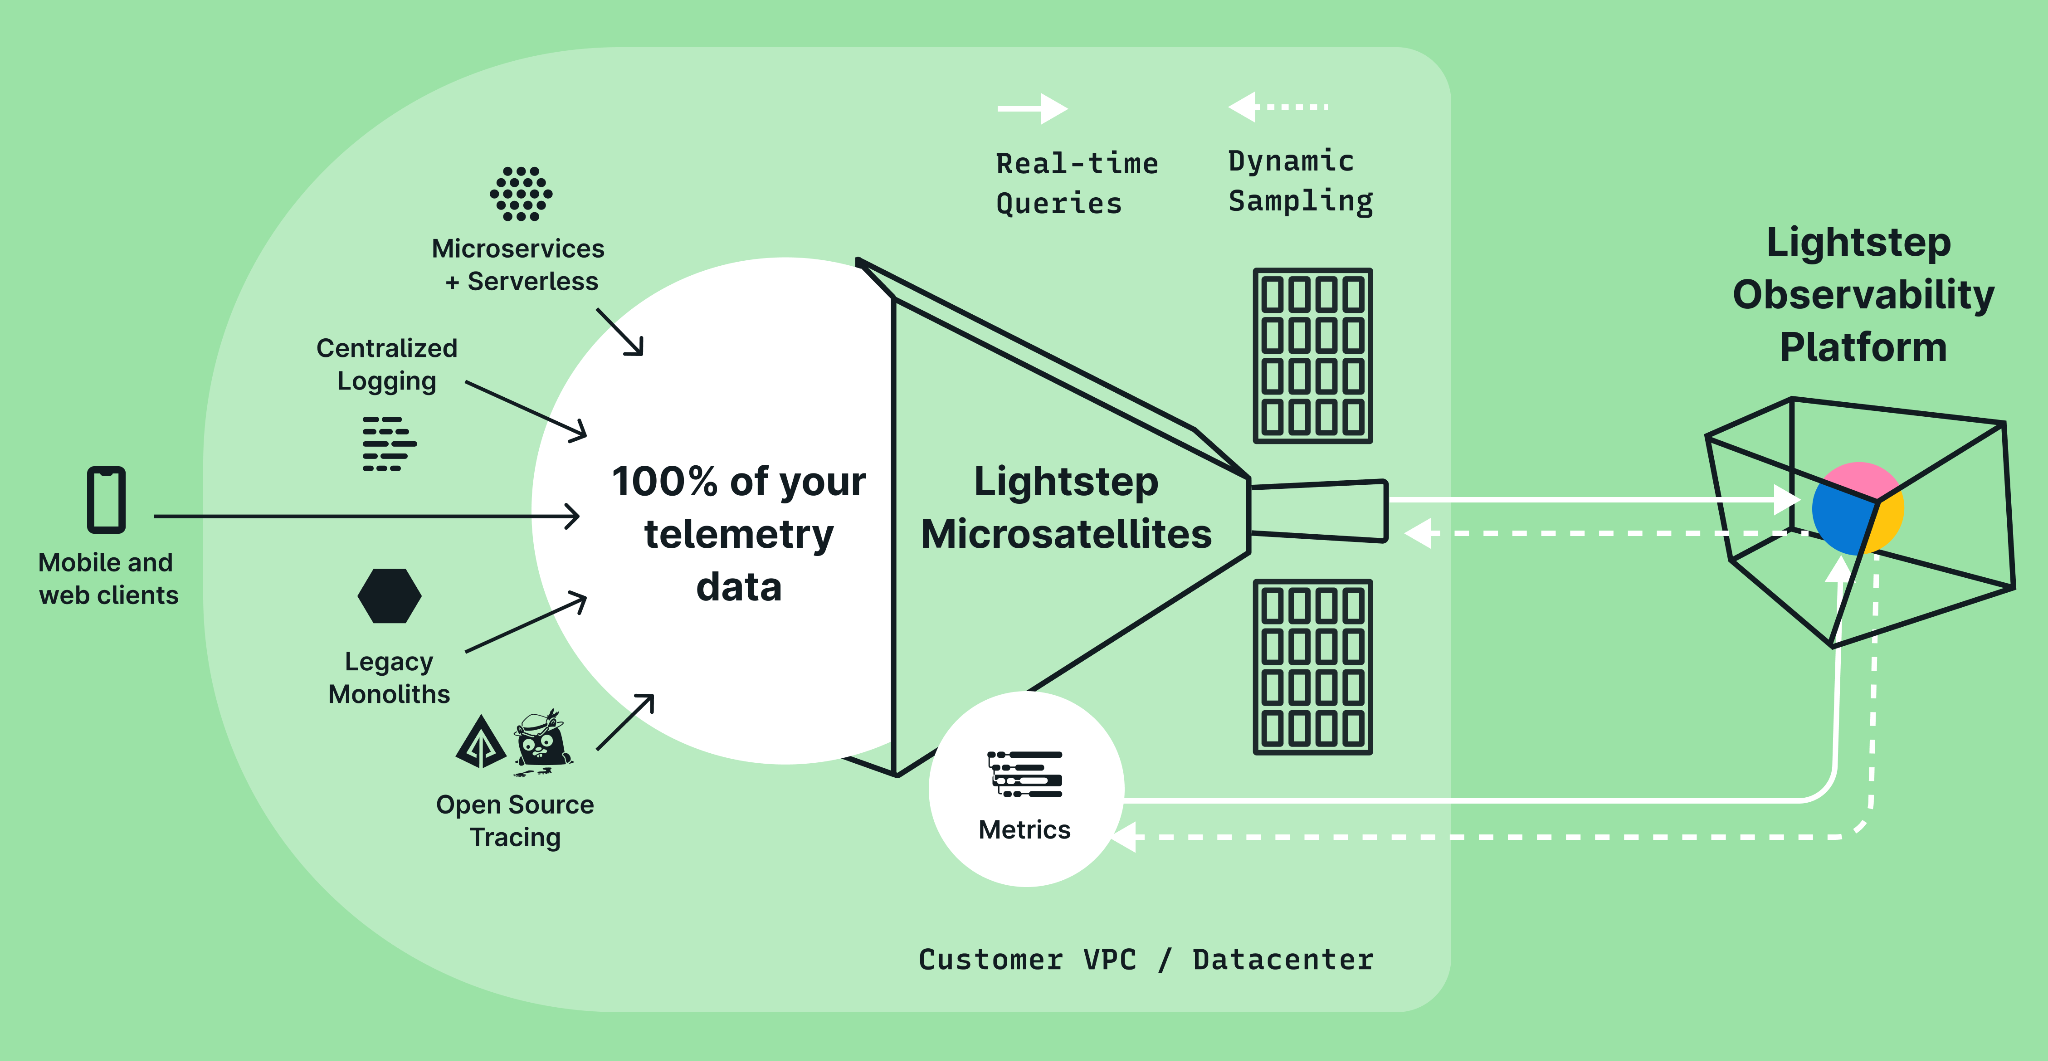 Real-time
Queries
Dynamic
Sampling
Microservices
+ Serverless
Centralized
Logging
Mobile and
web clients
Legacy
Monoliths
Open Source
Tracing
100% of your
telemetry
data
Lightstep
Microsatellites
Metrics
Lightstep
Observability
Platform
Customer VPC / Datacenter